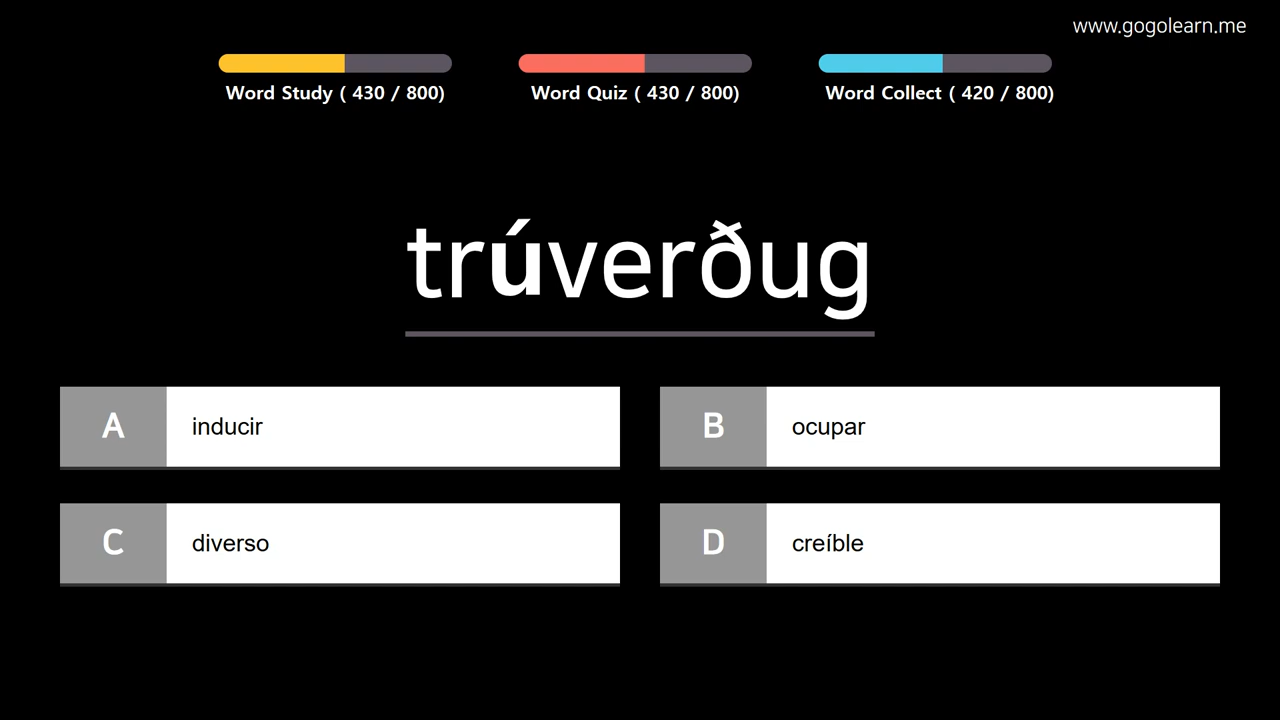 www.gogolearn.me
Word Study ( 430 / 800)
Word Quiz ( 430 / 800)
Word Collect ( 420 / 800)
trúverðug
A inducir
B ocupar
C diverso
D creíble